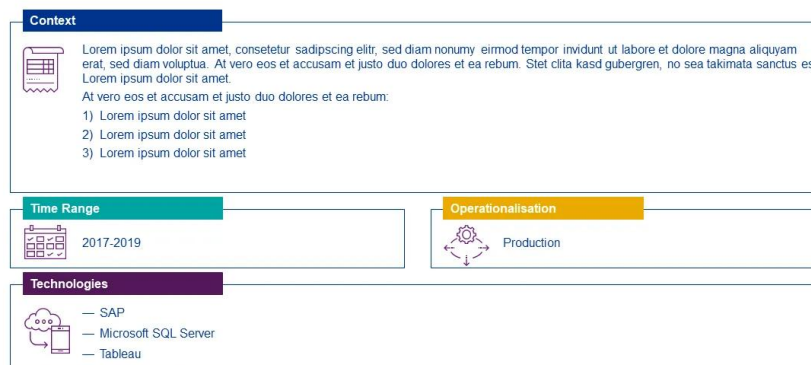 Context
Lorem ipsum dolor sit amet, consetetur sadipscing elitr, sed diam nonumy eirmod tempor invidunt ut labore et dolore magna aliquyam
erat, sed diam voluptua. At vero eos et accusam et justo duo dolores et ea rebum. Stet clita kasd gubergren, no sea takimata sanctus es
Lorem ipsum dolor sit amet.
At vero eos et accusam et justo duo dolores et ea rebum:
1) Lorem ipsum dolor sit amet
2) Lorem ipsum dolor sit amet
3) Lorem ipsum dolor sit amet
Time Range
2017-2019
Operationalisation
Production
Technologies
— SAP
— Microsoft SQL Server
— Tableau